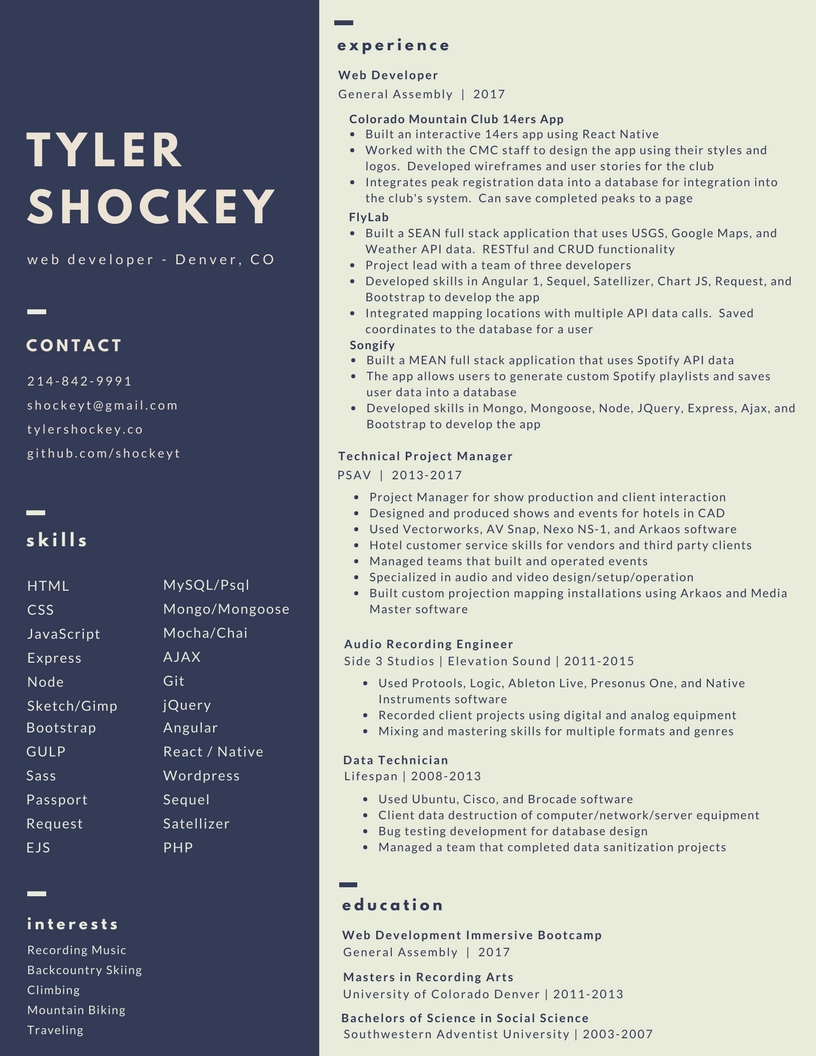 TYLER
SHOCKEY
web developer - Denver, CO
CONTACT
214-842-9991
shockeyt@gmail.com
tylershockey.co
github.com/shockeyt
skills
HTML
CSS
JavaScript
Express
Node
Sketch/Gimp
Bootstrap
GULP
Sass
Passport
Request
EJS
MySQL/Psql
Mongo/Mongoose
Mocha/Chai
AJAX
Git
jQuery
Angular
React / Native
Wordpress
Sequel
Satellizer
PHP
interests
Recording Music
Backcountry Skiing
Climbing
Mountain Biking
Traveling
experience
Web Developer
General Assembly | 2017
Colorado Mountain Club 14ers App
• Built an interactive 14ers app using React Native
• Worked with the CMC staff to design the app using their styles and
logos. Developed wireframes and user stories for the club
• Integrates peak registration data into a database for integration into
the club's system. Can save completed peaks to a page
FlyLab
• Built a SEAN full stack application that uses USGS, Google Maps, and
Weather API data. RESTful and CRUD functionality
• Project lead with a team of three developers
• Developed skills in Angular 1, Sequel, Satellizer, Chart JS, Request, and
Bootstrap to develop the app
• Integrated mapping locations with multiple API data calls. Saved
coordinates to the database for a user
Songify
• Built a MEAN full stack application that uses Spotify API data
• The app allows users to generate custom Spotify playlists and saves
user data into a database
• Developed skills in Mongo, Mongoose, Node, JQuery, Express, Ajax, and
Bootstrap to develop the app
Technical Project Manager
PSAV | 2013-2017
• Project Manager for show production and client interaction
• Designed and produced shows and events for hotels in CAD
• Used Vectorworks, AV Snap, Nexo NS-1, and Arkaos software
• Hotel customer service skills for vendors and third party clients
• Managed teams that built and operated events
• Specialized in audio and video design/setup/operation
• Built custom projection mapping installations using Arkaos and Media
Master software
Audio Recording Engineer
Side 3 Studios | Elevation Sound | 2011-2015
• Used Protools, Logic, Ableton Live, Presonus One, and Native
Instruments software
• Recorded client projects using digital and analog equipment
• Mixing and mastering skills for multiple formats and genres
Data Technician
Lifespan | 2008-2013
• Used Ubuntu, Cisco, and Brocade software
• Client data destruction of computer/network/server equipment
• Bug testing development for database design
• Managed a team that completed data sanitization projects
education
Web Development Immersive Bootcamp
General Assembly | 2017
Masters in Recording Arts
University of Colorado Denver | 2011-2013
Bachelors of Science in Social Science
Southwestern Adventist University | 2003-2007